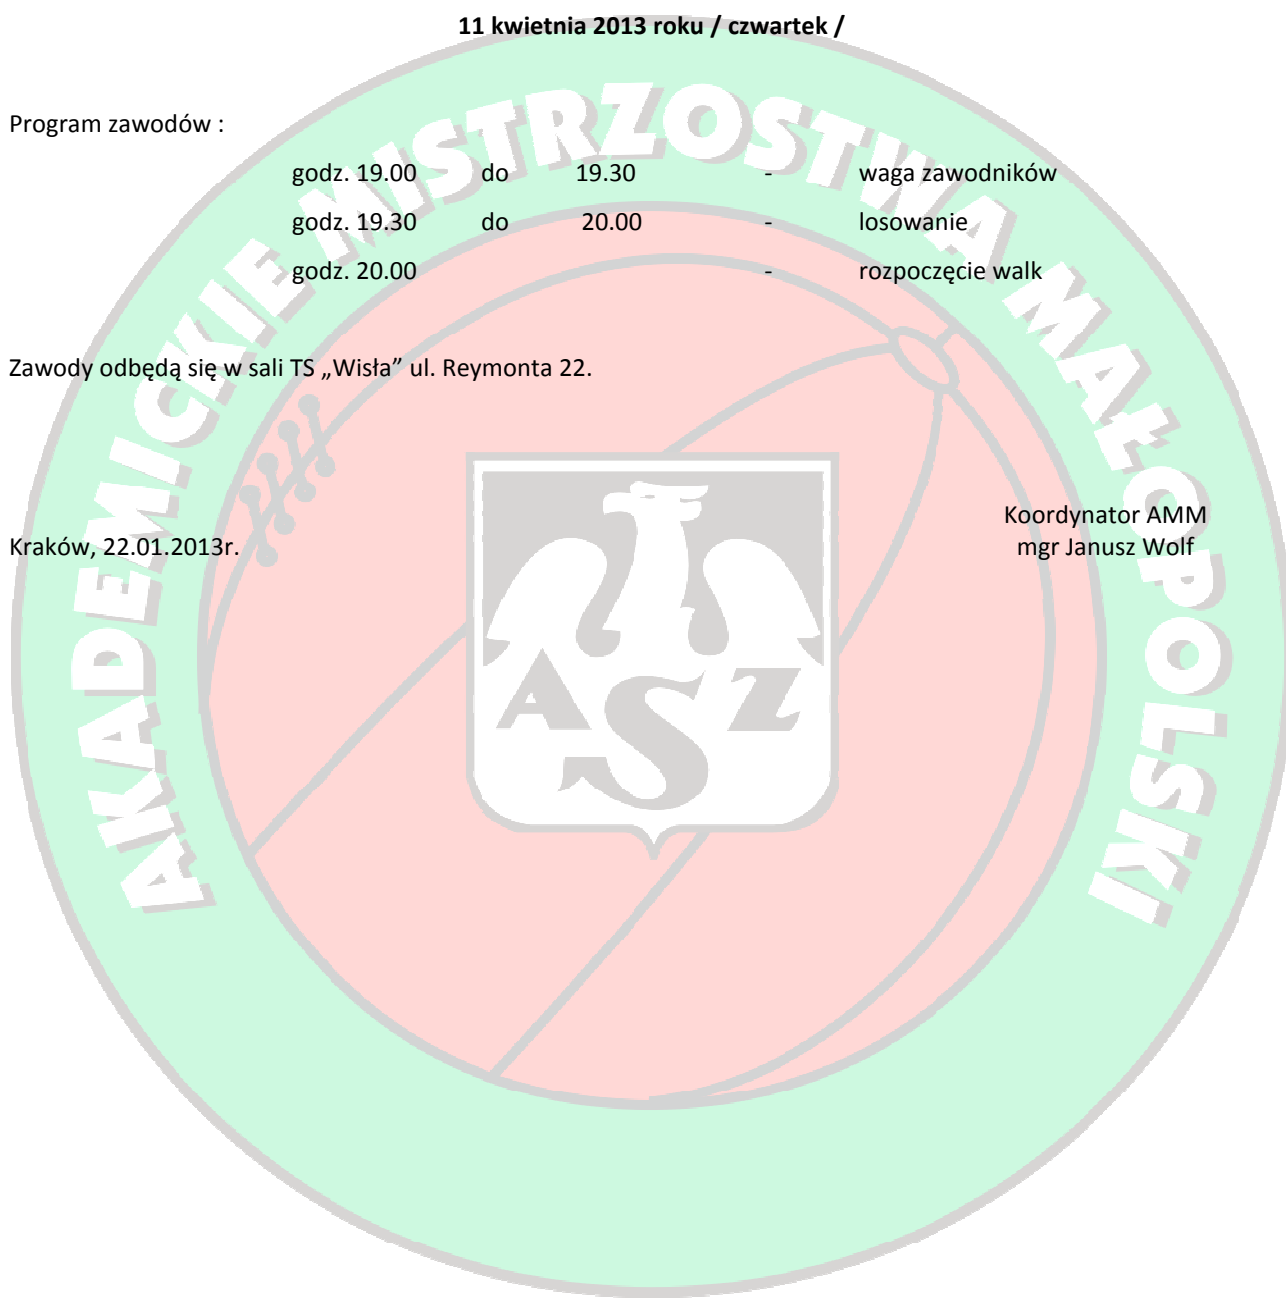 11 kwietnia 2013 roku / czwartek /
Program zawodów :
godz. 19.00 do 19.30 - waga zawodników
godz. 19.30 do 20.00 - losowanie
godz. 20.00 - rozpoczęcie walk
Zawody odbędą się w sali TS „Wisła” ul. Reymonta 22.
Koordynator AMM
Kraków, 22.01.2013r. mgr Janusz Wolf
AKADEMICKIE MISTRZOSTWA MAŁOPOLSKI
AZS